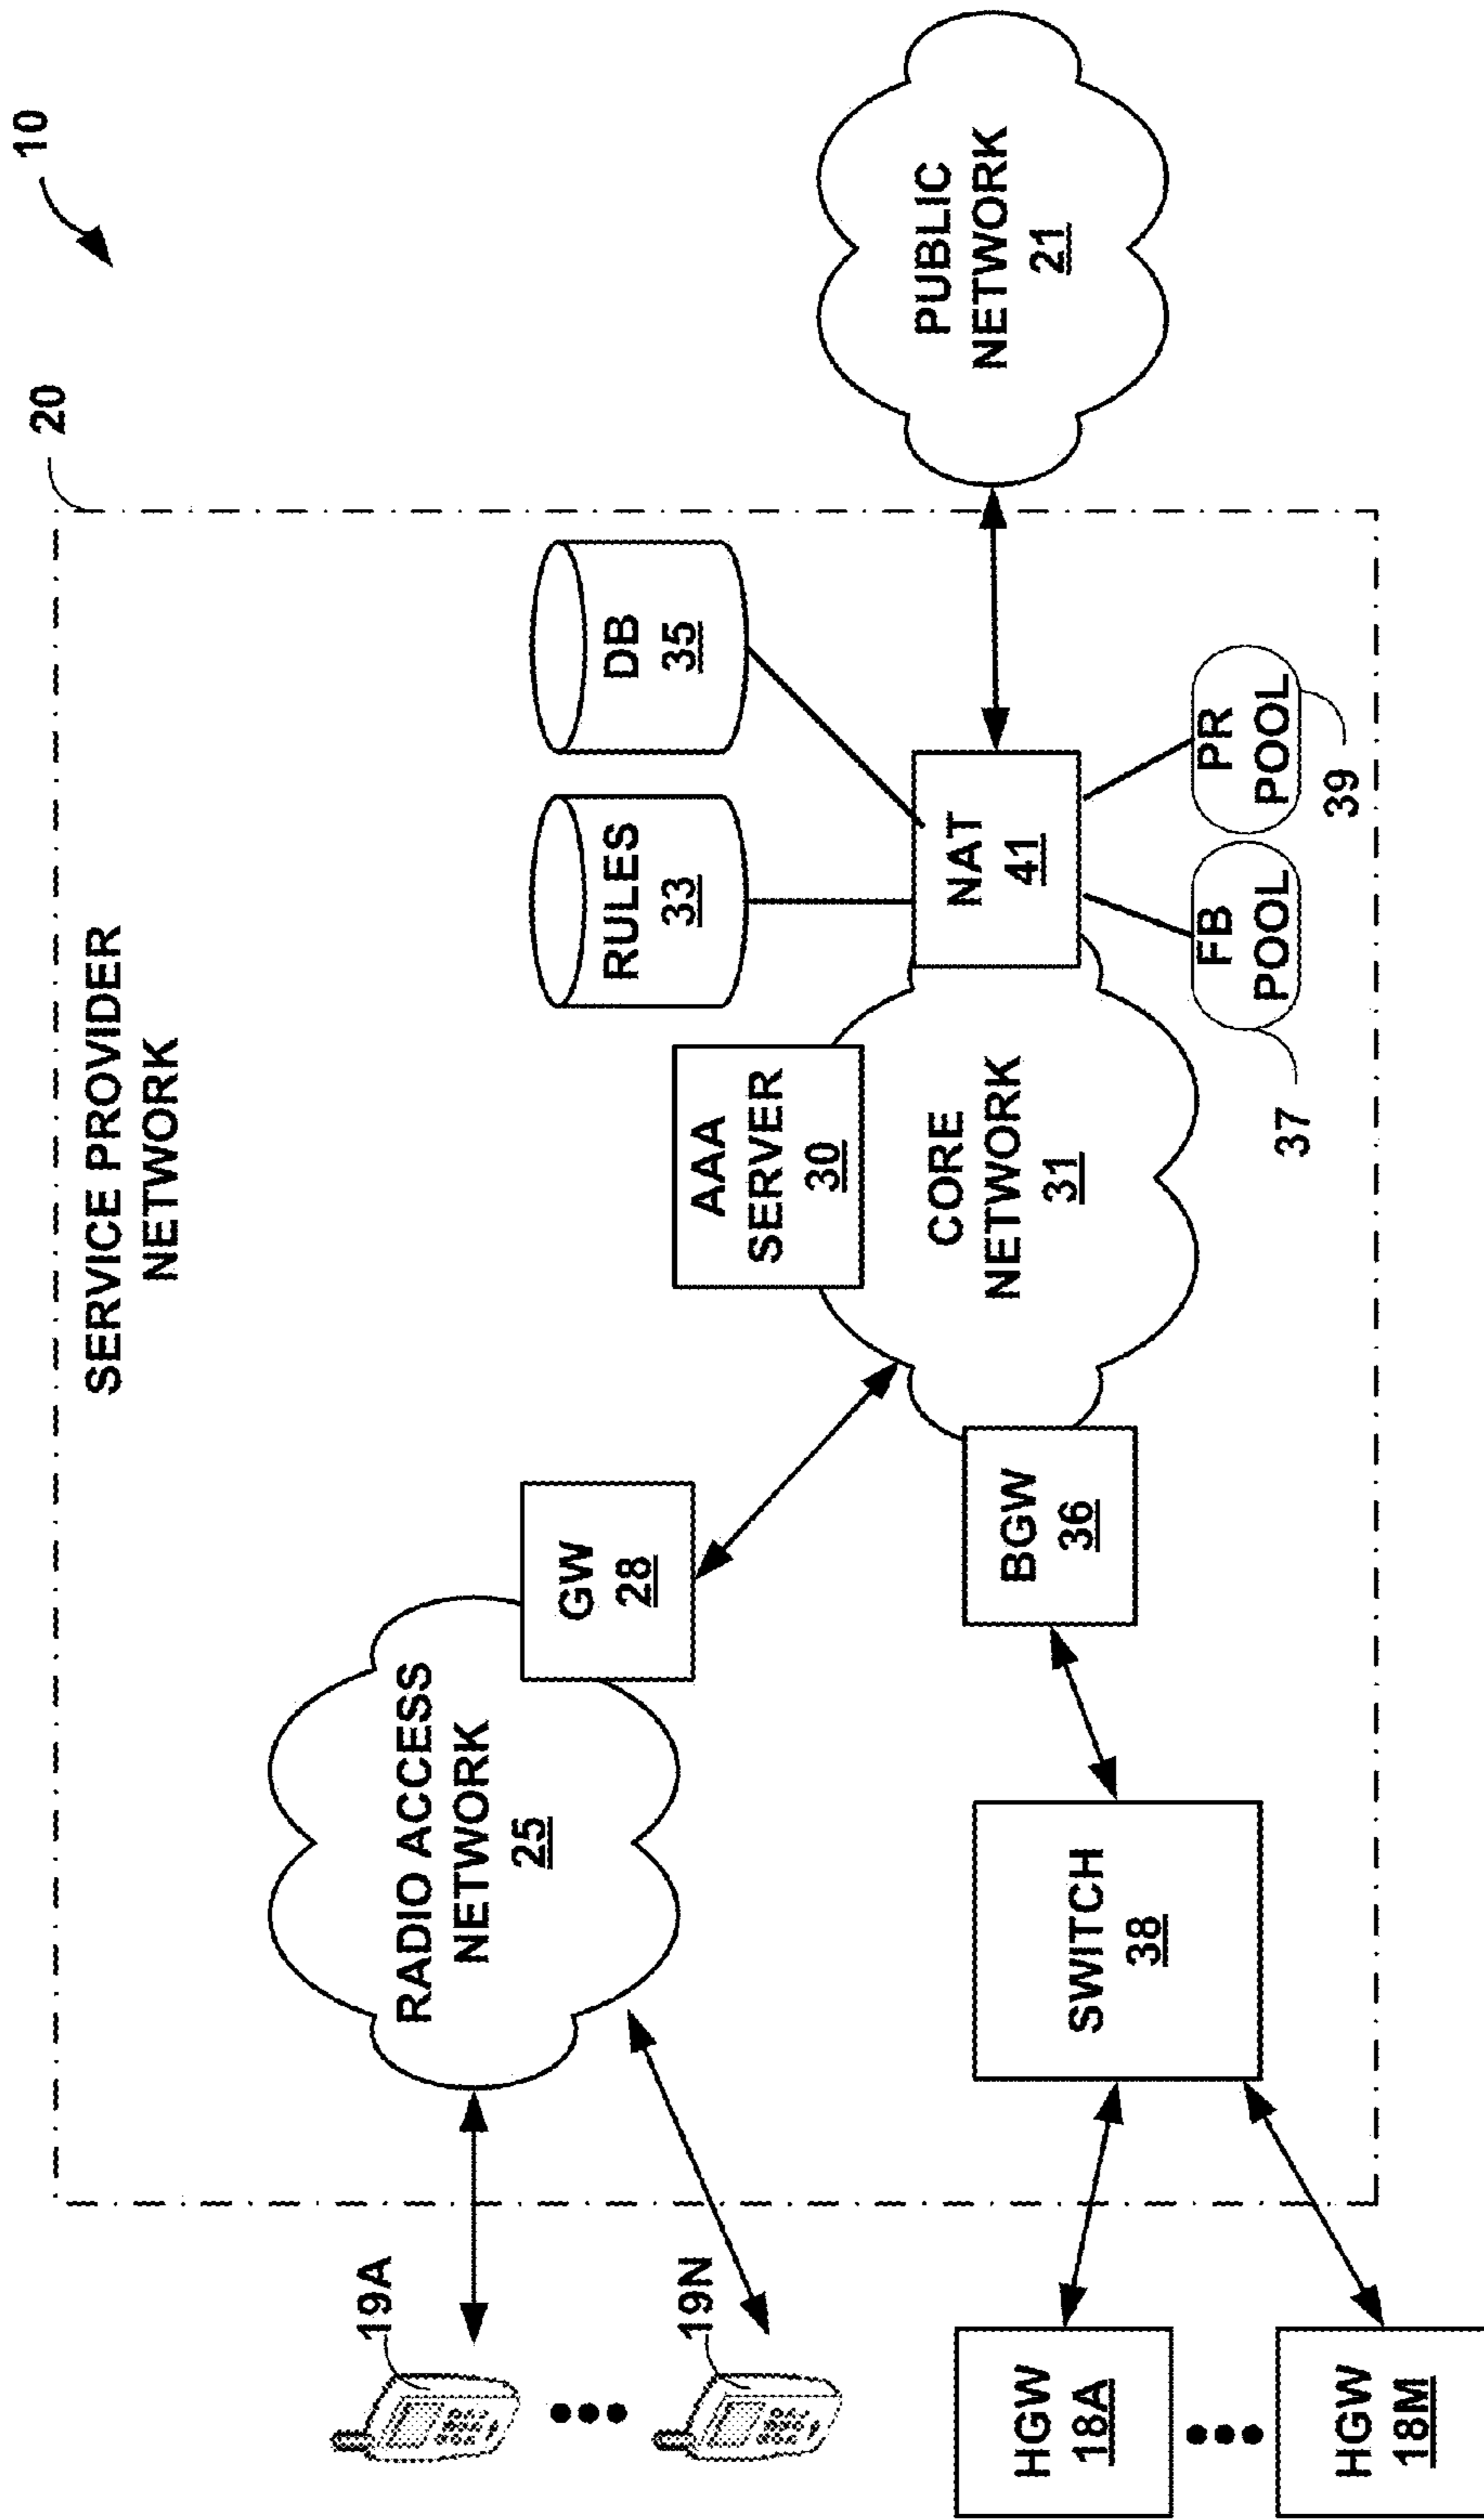 10
20
SERVICE PROVIDER
NETWORK
RADIO ACCESS
NETWORK
25
GW
28
AAA
SERVER
30
RULES
33
DB
35
19A
19N
CORE
NETWORK
31
NAT
41
PUBLIC
NETWORK
21
HGW
18A
HGW
18M
SWITCH
38
BGW
36
FB
POOL
37
PR
POOL
39